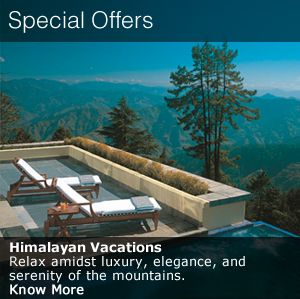 Special Offers
Himalayan Vacations
Relax amidst luxury, elegance, and
serenity of the mountains.
Know More